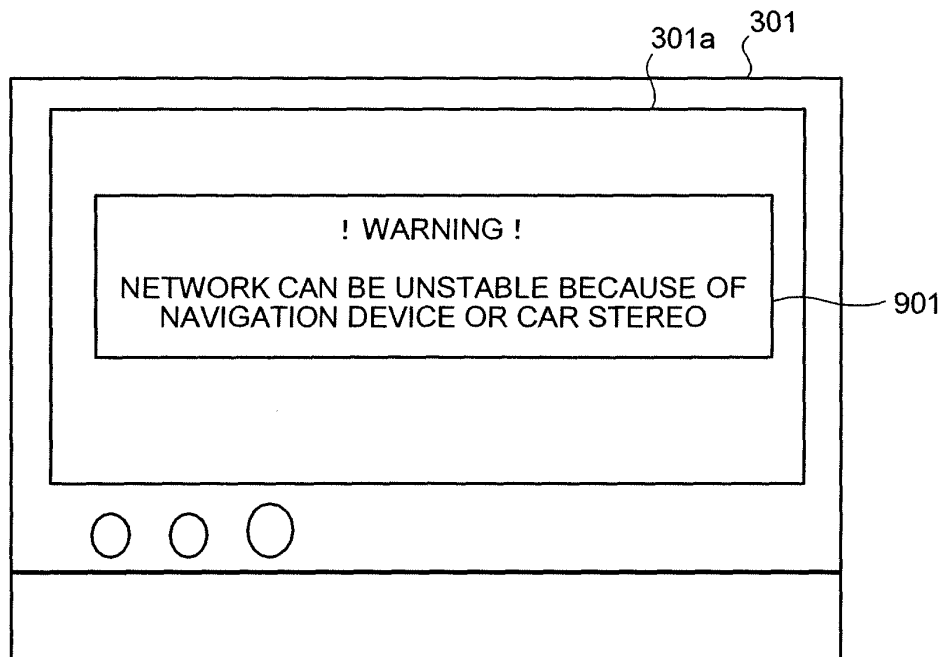 301
301a
! WARNING !
NETWORK CAN BE UNSTABLE BECAUSE OF
NAVIGATION DEVICE OR CAR STEREO
901